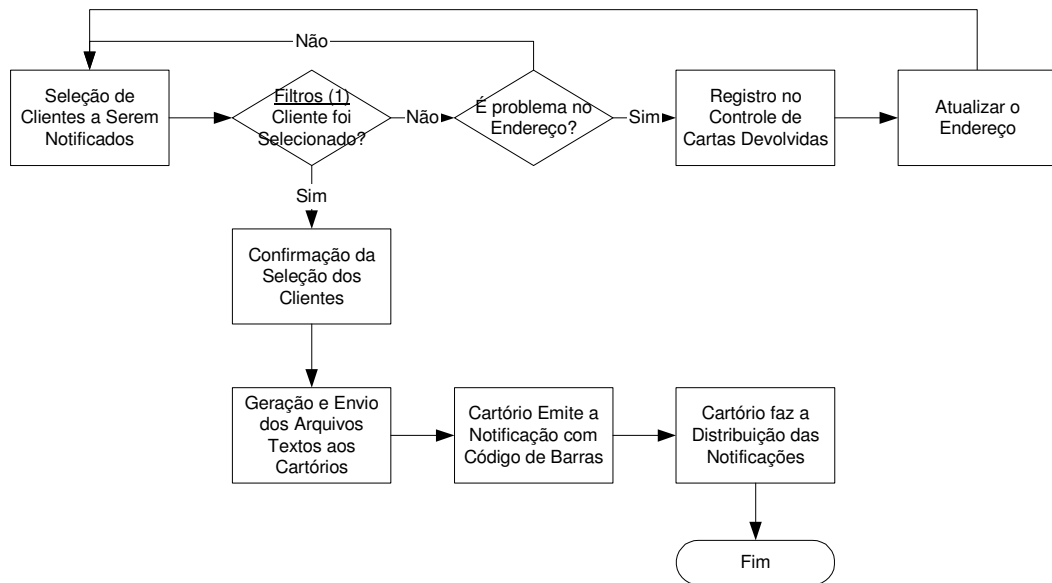 Não
Seleção de
Clientes a Serem
Notificados
Filtros (1)
Cliente foi
Selecionado?
Não
É problema no
Endereço?
Sim
Registro no
Controle de
Cartas Devolvidas
Atualizar o
Endereço
Sim
Confirmação da
Seleção dos
Clientes
Geração e Envio
dos Arquivos
Textos aos
Cartórios
Cartório Emite a
Notificação com
Código de Barras
Cartório faz a
Distribuição das
Notificações
Fim